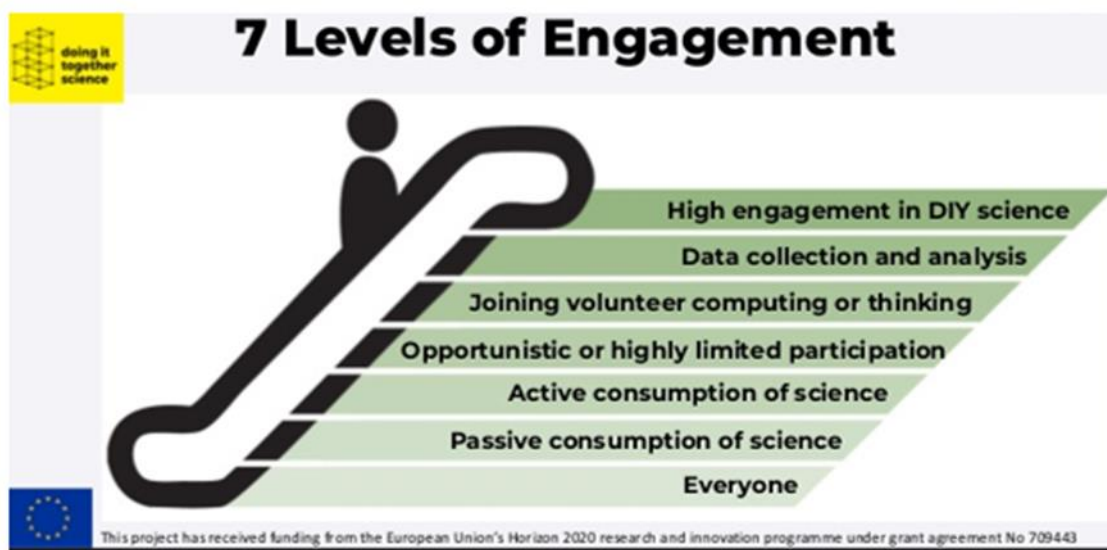 7 Levels of Engagement
doing it
together
science
High engagement in DIY science
Data collection and analysis
Joining volunteer computing or thinking
Opportunistic or highly limited participation
Active consumption of science
Passive consumption of science
Everyone
This project has received funding from the European Union's Horizon 2020 research and innovation programme under grant agreement No 709443